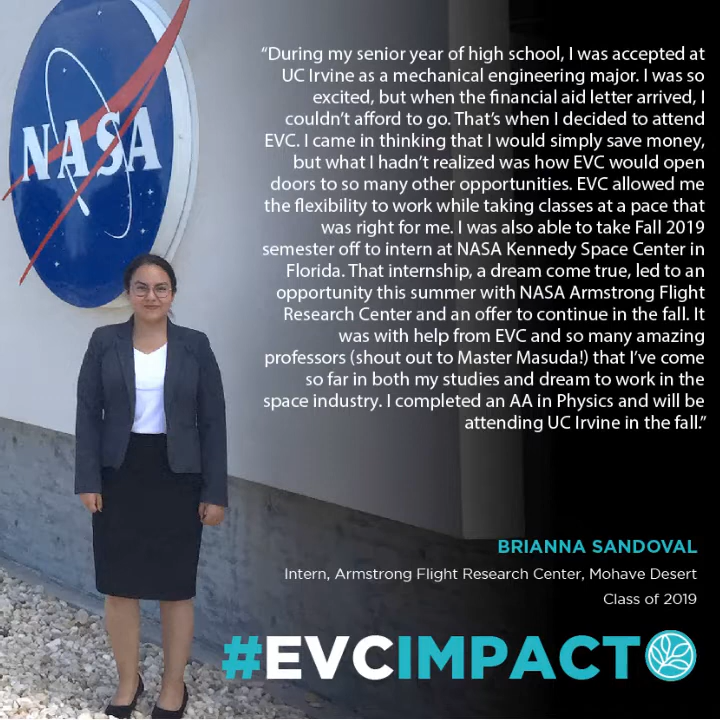 NASA
“During my senior year of high school, I was accepted at
UC Irvine as a mechanical engineering major. I was so
excited, but when the financial aid letter arrived, I
couldn’t afford to go. That’s when I decided to attend
EVC. I came in thinking that I would simply save money,
but what I hadn’t realized was how EVC would open
doors to so many other opportunities. EVC allowed me
the flexibility to work while taking classes at a pace that
was right for me. I was also able to take Fall 2019
semester off to intern at NASA Kennedy Space Center in
Florida. That internship, a dream come true, led to an
opportunity this summer with NASA Armstrong Flight
Research Center and an offer to continue in the fall. It
was with help from EVC and so many amazing
professors (shout out to Master Masuda!) that I’ve come
so far in both my studies and dream to work in the
space industry. I completed an AA in Physics and will be
attending UC Irvine in the fall.”
BRIANNA SANDOVAL
Intern, Armstrong Flight Research Center, Mohave Desert
Class of 2019
#EVCIMPACT